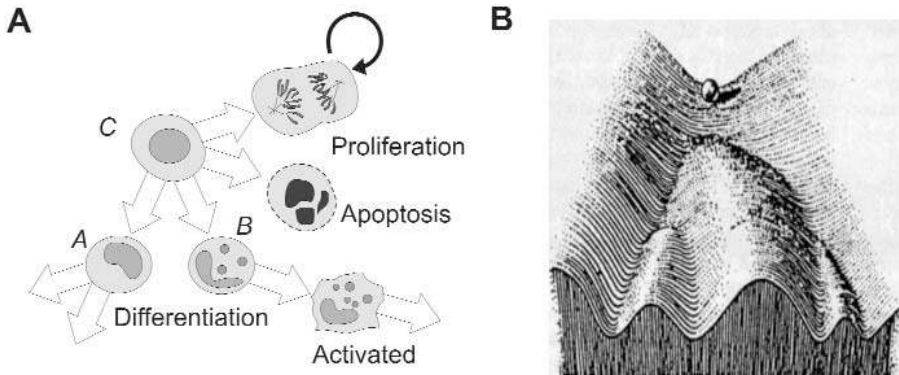 A
B
C
Proliferation
Apoptosis
A
B
Differentiation
Activated